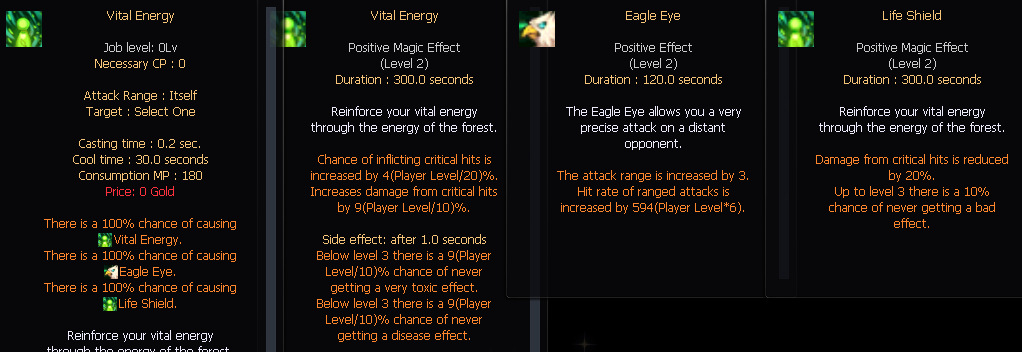 Vital Energy
Job level: 0Lv
Necessary CP : 0
Attack Range : Itself
Target : Select One
Casting time : 0.2 sec.
Cool time : 30.0 seconds
Consumption MP : 180
Price: 0 Gold
There is a 100% chance of causing
Vital Energy.
There is a 100% chance of causing
Eagle Eye.
There is a 100% chance of causing
Life Shield.
Reinforce your vital energy
through the energy of the forest
Vital Energy
Positive Magic Effect
(Level 2)
Duration : 300.0 seconds
Reinforce your vital energy
through the energy of the forest.
Chance of inflicting critical hits is
increased by 4(Player Level/20)%.
Increases damage from critical hits
by 9(Player Level/10)%.
Side effect: after 1.0 seconds
Below level 3 there is a 9(Player
Level/10)% chance of never
getting a very toxic effect.
Below level 3 there is a 9(Player
Level/10)% chance of never
getting a disease effect.
Eagle Eye
Positive Effect
(Level 2)
Duration : 120.0 seconds
The Eagle Eye allows you a very
precise attack on a distant
opponent.
The attack range is increased by 3.
Hit rate of ranged attacks is
increased by 594(Player Level*6).
Life Shield
Positive Magic Effect
(Level 2)
Duration : 300.0 seconds
Reinforce your vital energy
through the energy of the forest.
Damage from critical hits is reduced
by 20%.
Up to level 3 there is a 10%
chance of never getting a bad
effect.